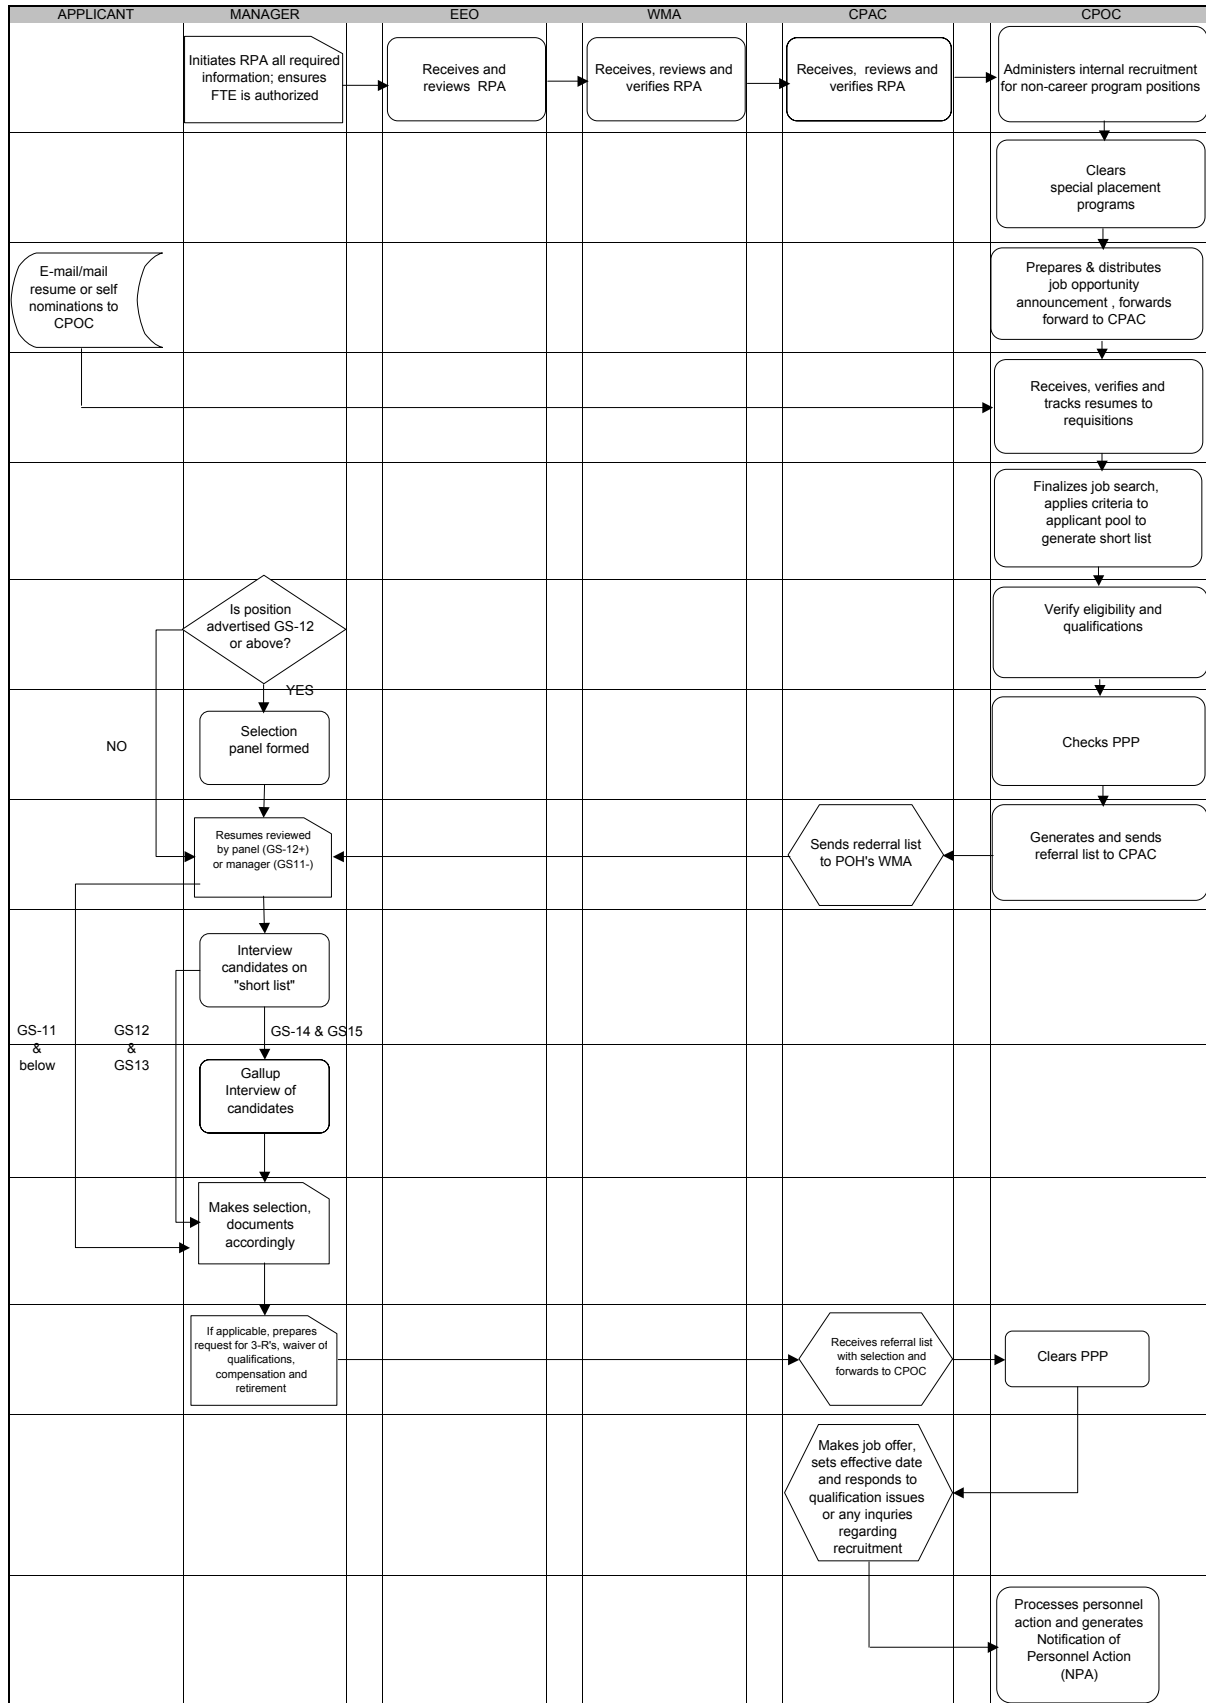 APPLICANT
MANAGER
EEO
WMA
CPAC
CPOC
Initiates RPA all required
information; ensures
FTE is authorized
Receives and
reviews RPA
Receives, reviews and
verifies RPA
Receives, reviews and
verifies RPA
Administers internal recruitment
for non-career program positions
Clears
special placement
programs
E-mail/mail
resume or self
nominations to
CPOC
Prepares & distributes
job opportunity
announcement , forwards
forward to CPAC
Receives, verifies and
tracks resumes to
requisitions
Finalizes job search,
applies criteria to
applicant pool to
generate short list
Is position
advertised GS-12
or above?
Verify eligibility and
qualifications
YES
NO
Selection
panel formed
Checks PPP
Resumes reviewed
by panel (GS-12+)
or manager (GS11-)
Sends rederral list
to POH's WMA
Generates and sends
referral list to CPAC
Interview
candidates on
"short list"
GS-11
&
below
GS12
&
GS13
GS-14 & GS15
Gallup
Interview of
candidates
Makes selection,
documents
accordingly
If applicable, prepares
request for 3-R's, waiver of
qualifications,
compensation and
retirement
Receives referral list
with selection and
forwards to CPOC
Clears PPP
Makes job offer,
sets effective date
and responds to
qualification issues
or any inquries
regarding
recruitment
Processes personnel
action and generates
Notification of
Personnel Action
(NPA)